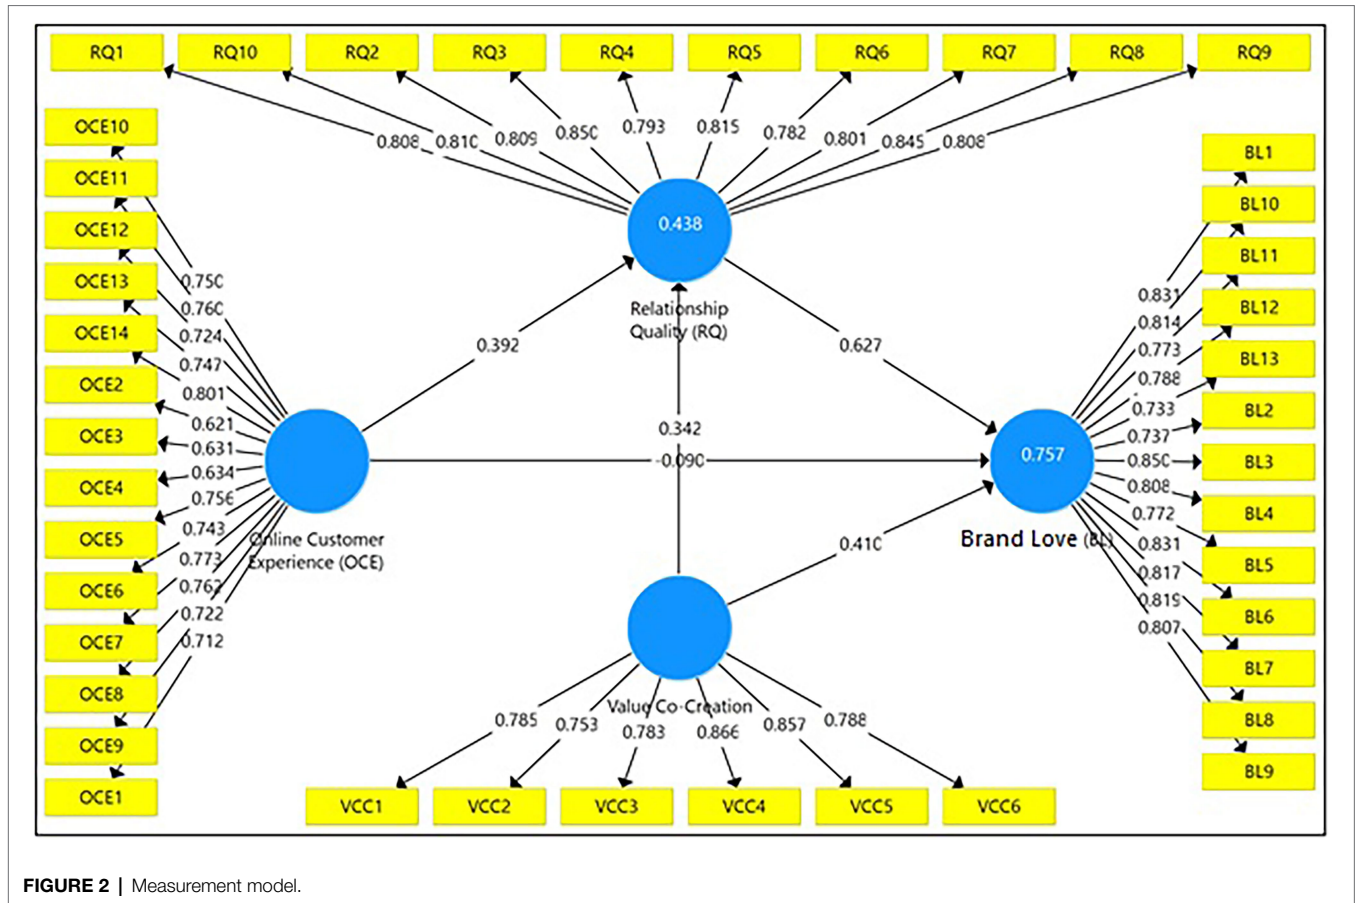 RQ1 RQ10 RQ2 RQ3 RQ4 RQ5 RQ6 RQ7 RQ8 RQ9
0.808 0.810 0.809 0.850 0.793 0.815 0.782 0.801 0.845 0.808
OCE10
OCE11
OCE12
OCE13
OCE14
OCE2
OCE3
OCE4
OCE5
OCE6
OCE7
OCE8
OCE9
OCE1
0.750
0.760
0.724
0.747
0.801
0.621
0.631
0.634
0.756
0.743
0.773
0.762
0.722
0.712
Online Customer
Experience (OCE)
0.438
Relationship
Quality (RQ)
0.392
0.627
0.342
-0.090
0.410
0.757
Brand Love (BL)
BL1
BL10
BL11
BL12
BL13
BL2
BL3
BL4
BL5
BL6
BL7
BL8
BL9
0.831
0.814
0.773
0.788
0.733
0.737
0.850
0.808
0.772
0.831
0.817
0.819
0.807
Value Co-Creation
0.785 0.753 0.783 0.866 0.857 0.788
VCC1 VCC2 VCC3 VCC4 VCC5 VCC6
FIGURE 2 | Measurement model.